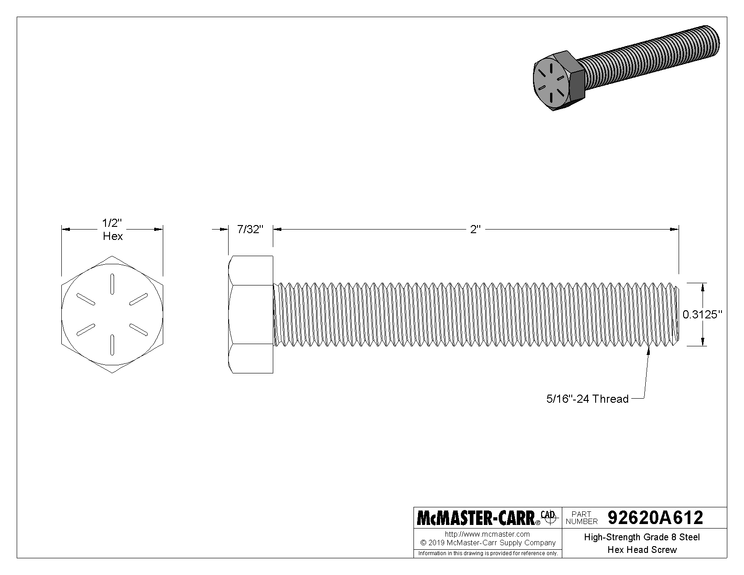 1/2"
Hex
7/32"
2"
0.3125"
5/16"-24 Thread
McMASTER-CARR® CAD
PART
NUMBER
92620A612
http://www.mcmaster.com
© 2019 McMaster-Carr Supply Company
Information in this drawing is provided for reference only.
High-Strength Grade 8 Steel
Hex Head Screw